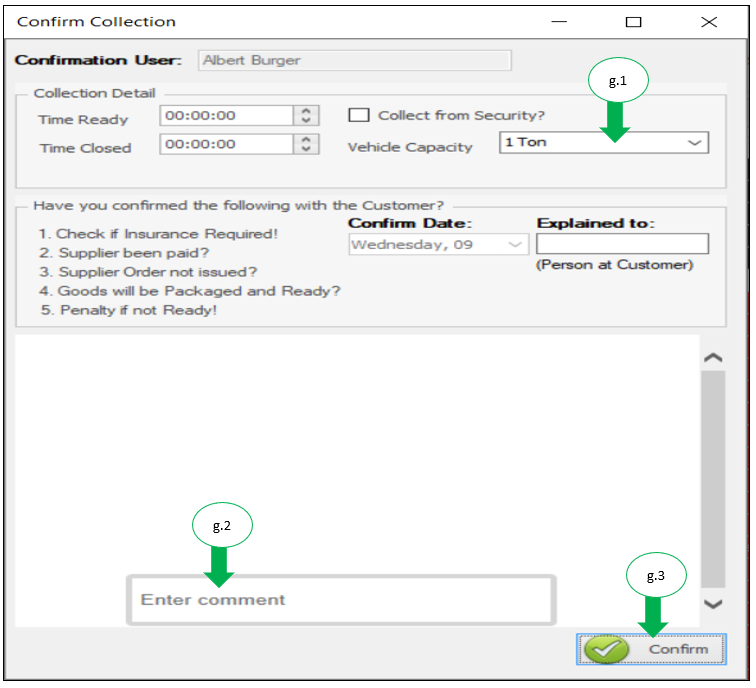 Confirm Collection
Confirmation User: Albert Burger
g.1
Collection Detail
Time Ready 00:00:00 Collect from Security?
Time Closed 00:00:00 Vehicle Capacity 1 Ton
Have you confirmed the following with the Customer?
Confirm Date: Explained to:
1. Check if Insurance Required!
Wednesday, 09
2. Supplier been paid?
(Person at Customer)
3. Supplier Order not issued?
4. Goods will be Packaged and Ready?
5. Penalty if not Ready!
g.2
Enter comment
g.3
Confirm